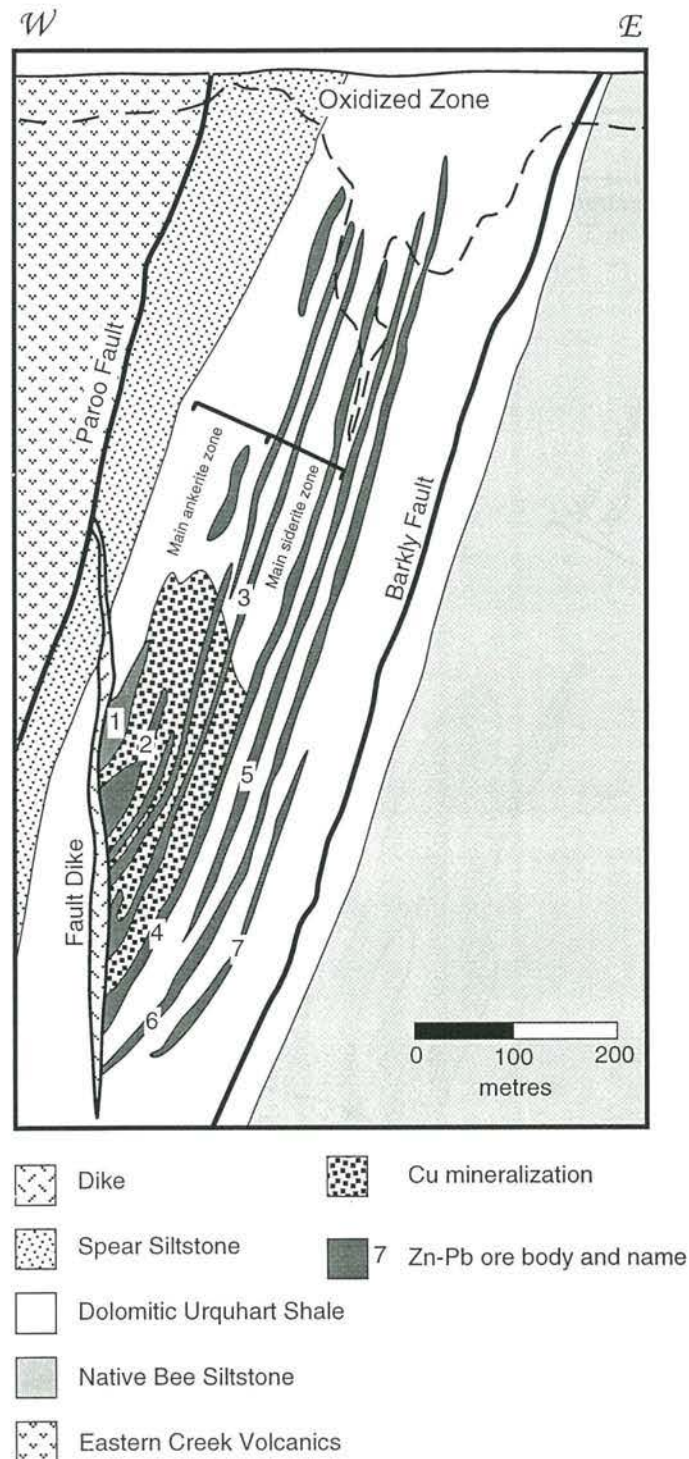 W
E
Oxidized Zone
Paroo Fault
Main ankerite zone
Main siderite zone
Barkly Fault
3
1
2
5
Fault Dike
4
7
6
0 100 200
metres
Dike
Cu mineralization
Spear Siltstone
7 Zn-Pb ore body and name
Dolomitic Urquhart Shale
Native Bee Siltstone
Eastern Creek Volcanics